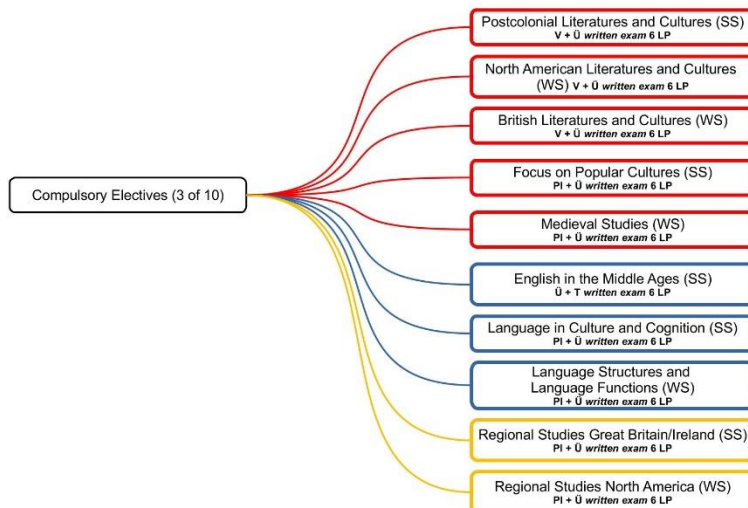 Compulsory Electives (3 of 10)
Postcolonial Literatures and Cultures (SS)
V + Ü written exam 6 LP
North American Literatures and Cultures
(WS) V + Ü written exam 6 LP
British Literatures and Cultures (WS)
V + Ü written exam 6 LP
Focus on Popular Cultures (SS)
PI + Ü written exam 6 LP
Medieval Studies (WS)
PI + Ü written exam 6 LP
English in the Middle Ages (SS)
Ü + T written exam 6 LP
Language in Culture and Cognition (SS)
PI + Ü written exam 6 LP
Language Structures and
Language Functions (WS)
PI + Ü written exam 6 LP
Regional Studies Great Britain/Ireland (SS)
PI + Ü written exam 6 LP
Regional Studies North America (WS)
PI + Ü written exam 6 LP